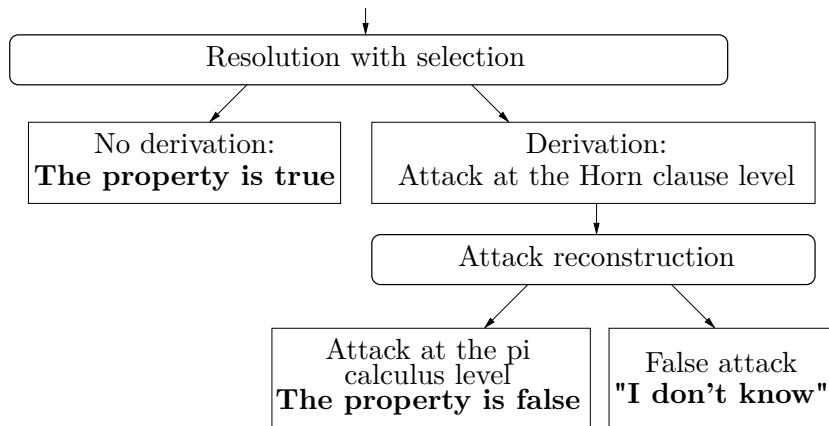 Resolution with selection
No derivation:
The property is true
Derivation:
Attack at the Horn clause level
Attack reconstruction
Attack at the pi
calculus level
The property is false
False attack
"I don't know"